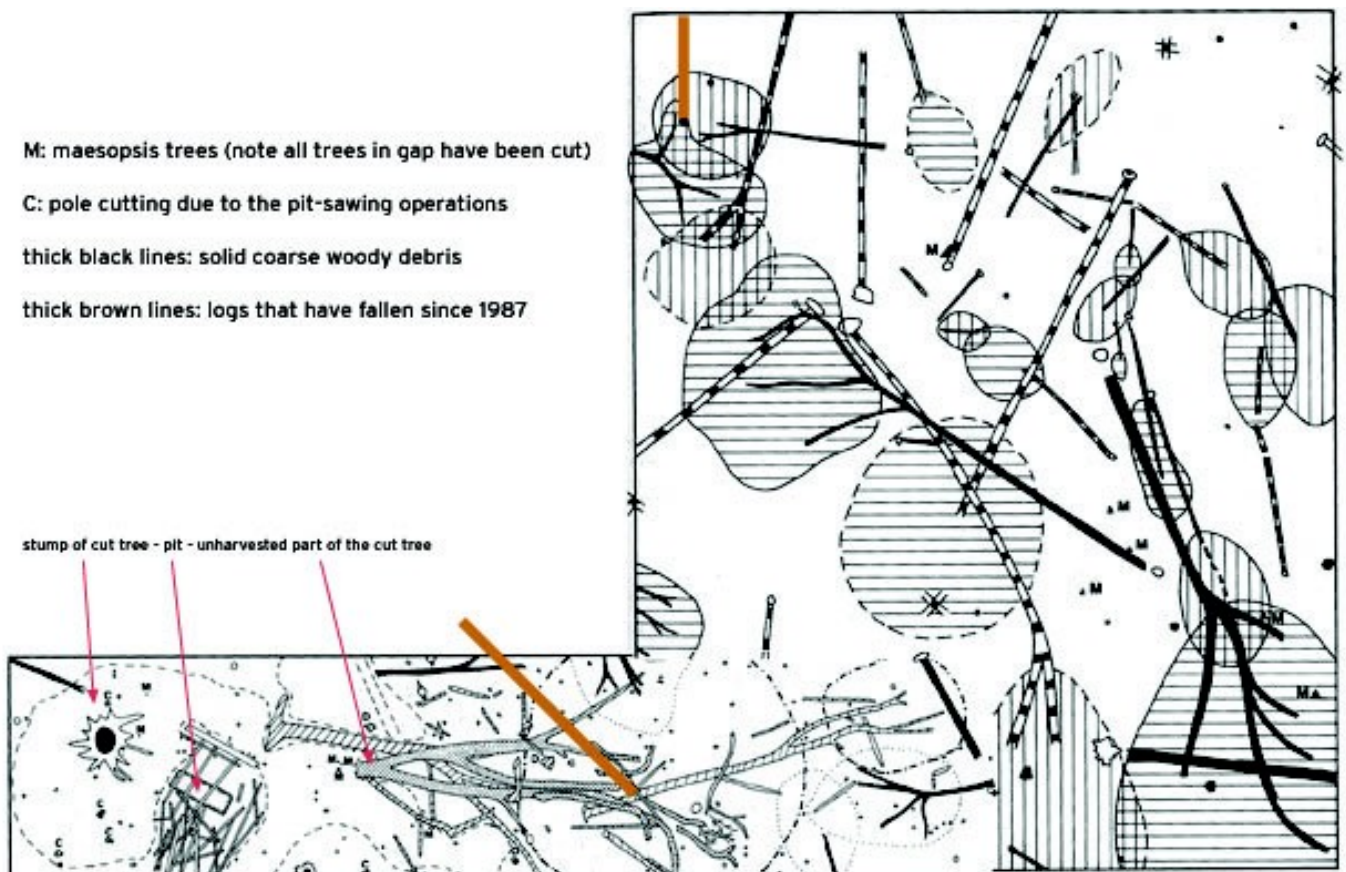 M: maesopsis trees (note all trees in gap have been cut)
C: pole cutting due to the pit-sawing operations
thick black lines: solid coarse woody debris
thick brown lines: logs that have fallen since 1987
M
M
M
stump of cut tree - pit - unharvested part of the cut tree
M
M
M
M
C
M
M
M
C
C
C
C